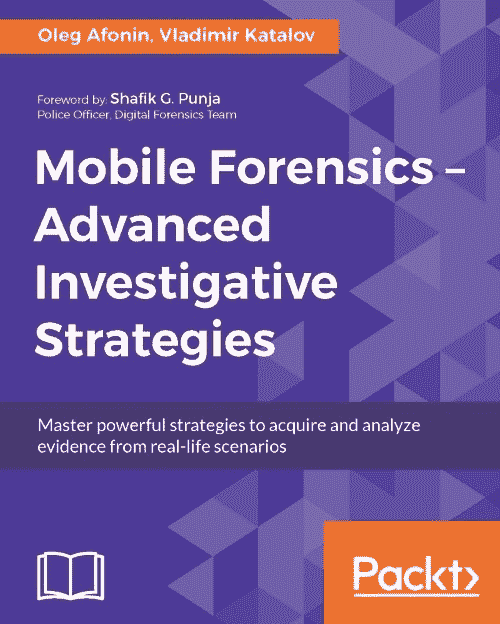 Oleg Afonin, Vladimir Katalov
Foreword by: Shafik G. Punja
Police Officer, Digital Forensics Team
Mobile Forensics –
Advanced
Investigative
Strategies
Master powerful strategies to acquire and analyze
evidence from real-life scenarios
Packt>